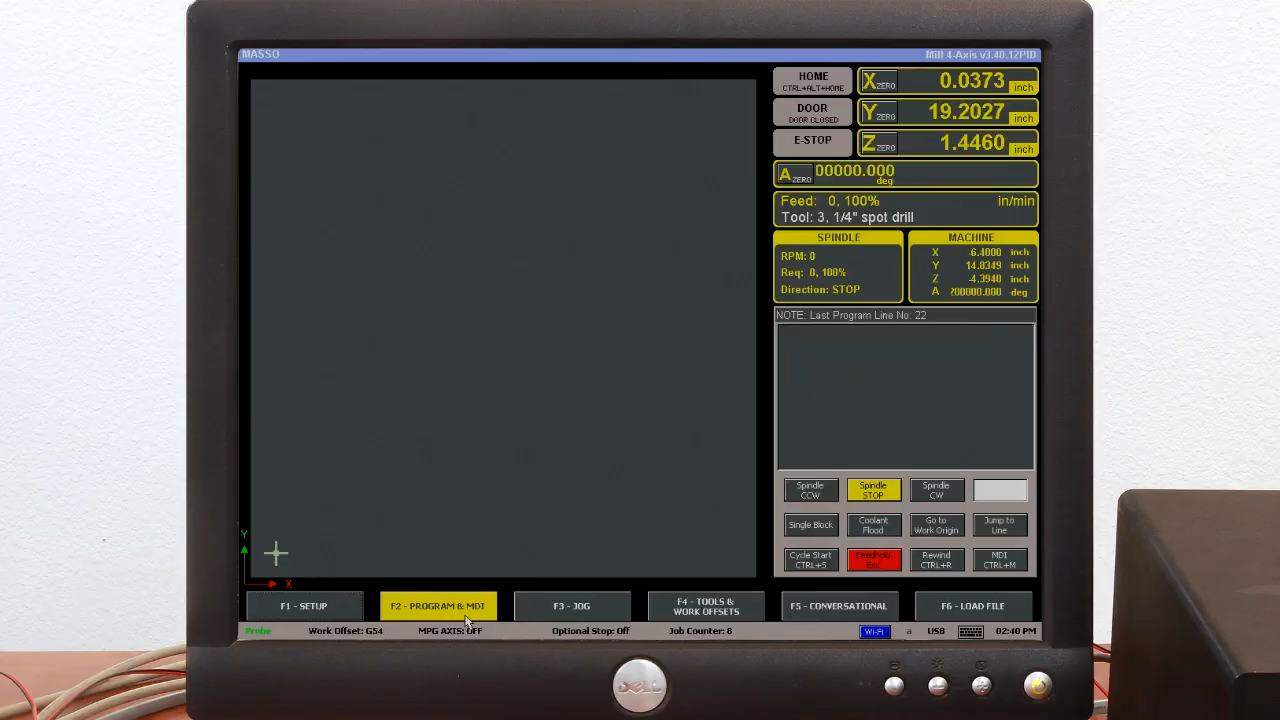 MASSO
Mill 4-Axis v3.40.12PID
HOME
CTRL+ALT+HOME
X ZERO 0.0373 inch
DOOR
DOOR CLOSED
Y ZERO 19.2027 inch
E-STOP
Z ZERO 1.4460 inch
A ZERO 00000.000
deg
Feed: 0, 100% in/min
Tool: 3, 1/4" spot drill
SPINDLE
RPM: 0
Req: 0, 100%
Direction: STOP
MACHINE
X -6.4000 inch
Y 14.8349 inch
Z -4.3940 inch
A 200000.000 deg
NOTE: Last Program Line No: 22
Spindle
CCW
Spindle
STOP
Spindle
CW
Single Block
Coolant
Flood
Go to
Work Origin
Jump to
Line
Cycle Start
CTRL+S
Feedhold
Esc
Rewind
CTRL+R
MDI
CTRL+M
Y
X
F1 - SETUP
F2 - PROGRAM & MDI
F3 - JOG
F4 - TOOLS &
WORK OFFSETS
F5 - CONVERSATIONAL
F6 - LOAD FILE
Probe Work Offset: G54 MPG AXIS: OFF Optional Stop: Off Job Counter: 8 Wi-Fi a USB 02:40 PM
DELL